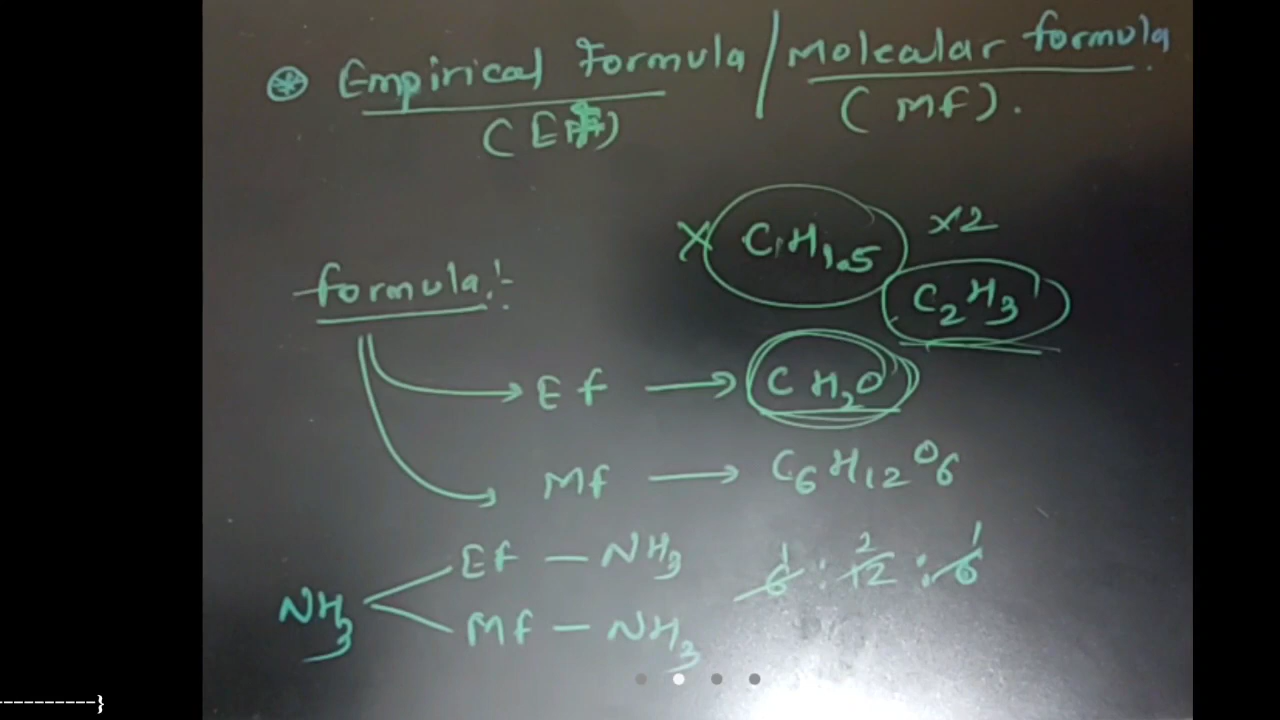 ⊛ Empirical Formula / Molecular formula
(EF) (Mf).
X C1H1.5 x2
formula:-
C2H3
Ef → CH2O
Mf → C6H12O6
NH3
Ef — NH3
1 2 1
6 : 12 : 6
Mf — NH3
----------}